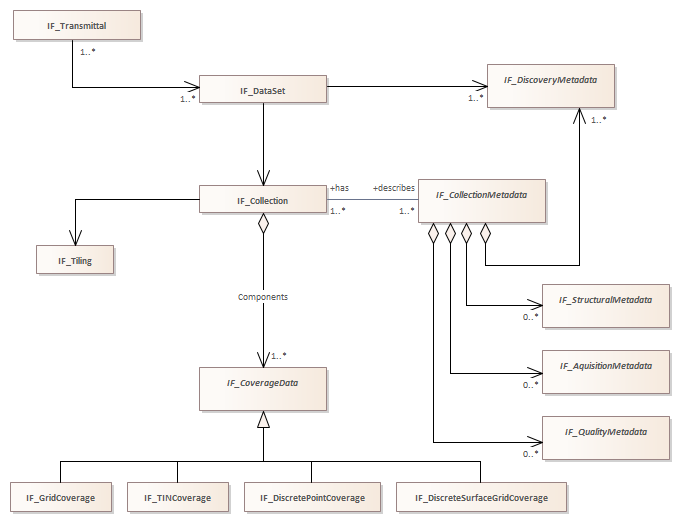 IF_Transmittal
1..*
IF_DataSet
1..*
IF_DiscoveryMetadata
1..*
1..*
IF_Collection
+has
+describes
1..*
1..*
IF_CollectionMetadata
IF_Tiling
Components
1..*
IF_StructuralMetadata
0..*
IF_AquisitionMetadata
0..*
IF_CoverageData
IF_QualityMetadata
0..*
IF_GridCoverage
IF_TINCoverage
IF_DiscretePointCoverage
IF_DiscreteSurfaceGridCoverage